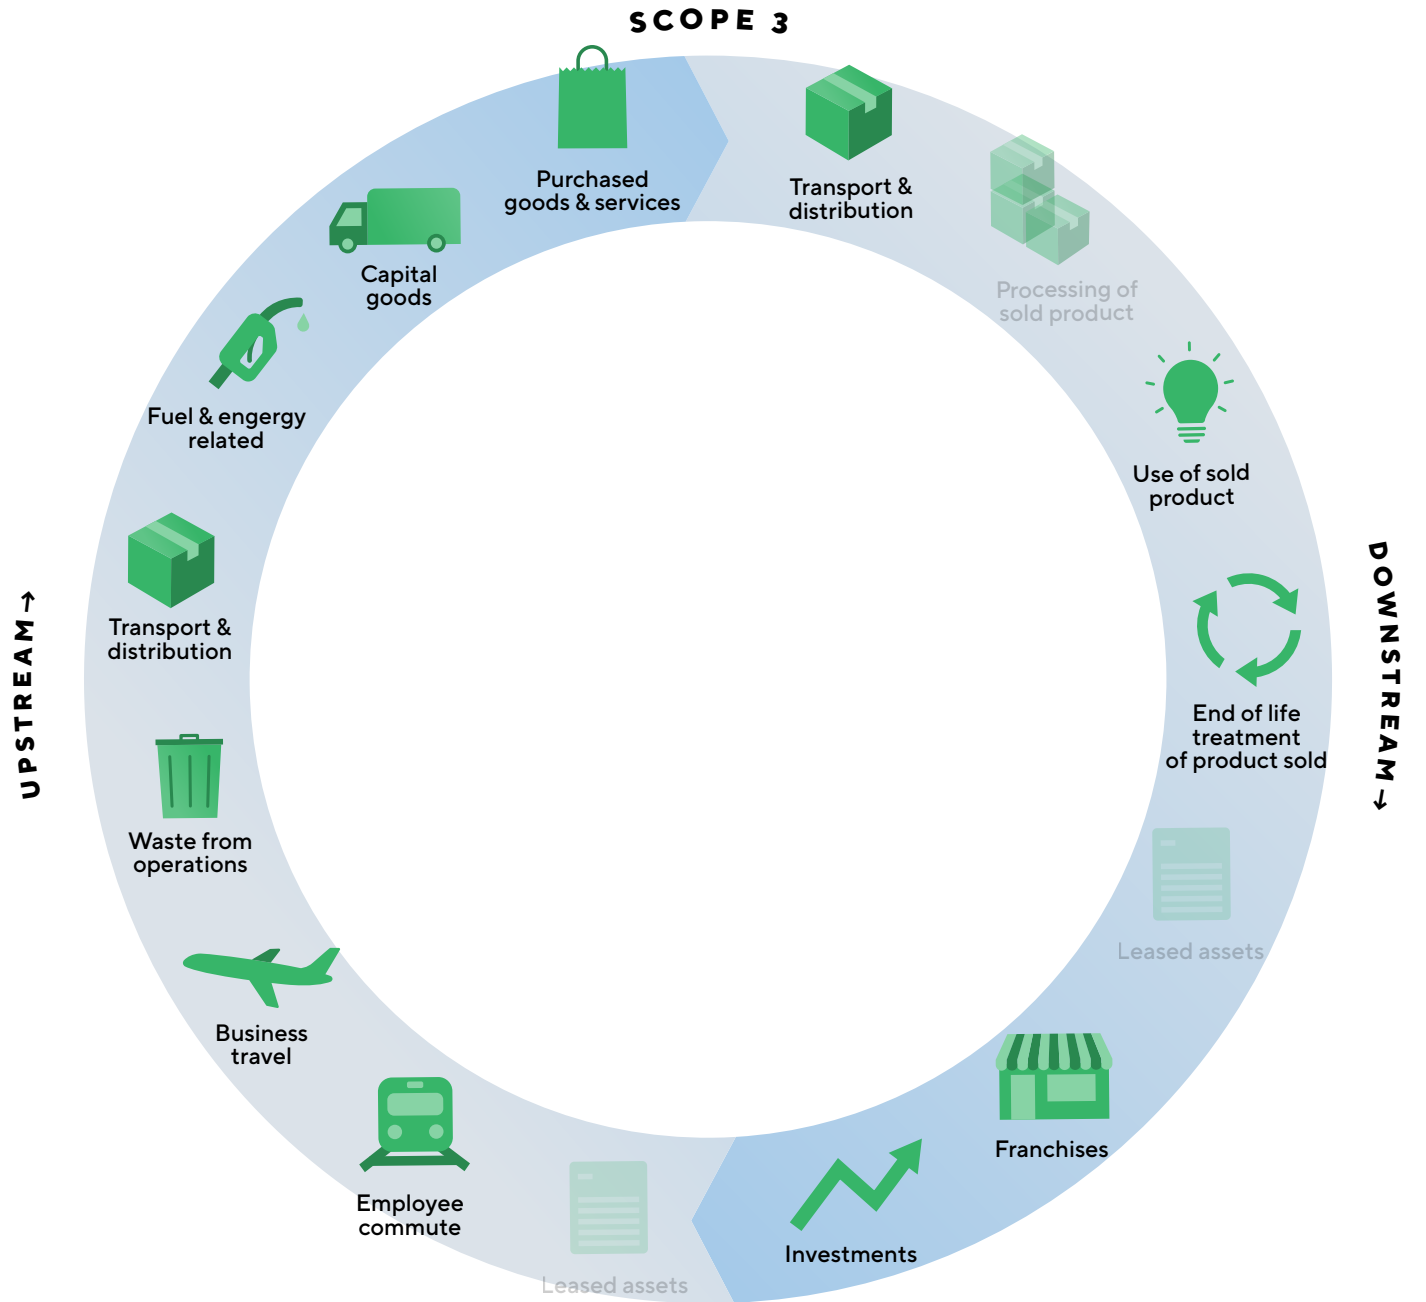 SCOPE 3
Purchased
goods & services
Transport &
distribution
Processing of
sold product
Capital
goods
Fuel & engergy
related
Use of sold
product
UPSTREAM→
DOWNSTREAM→
Transport &
distribution
End of life
treatment
of product sold
Waste from
operations
Leased assets
Business
travel
Franchises
Employee
commute
Investments
Leased assets